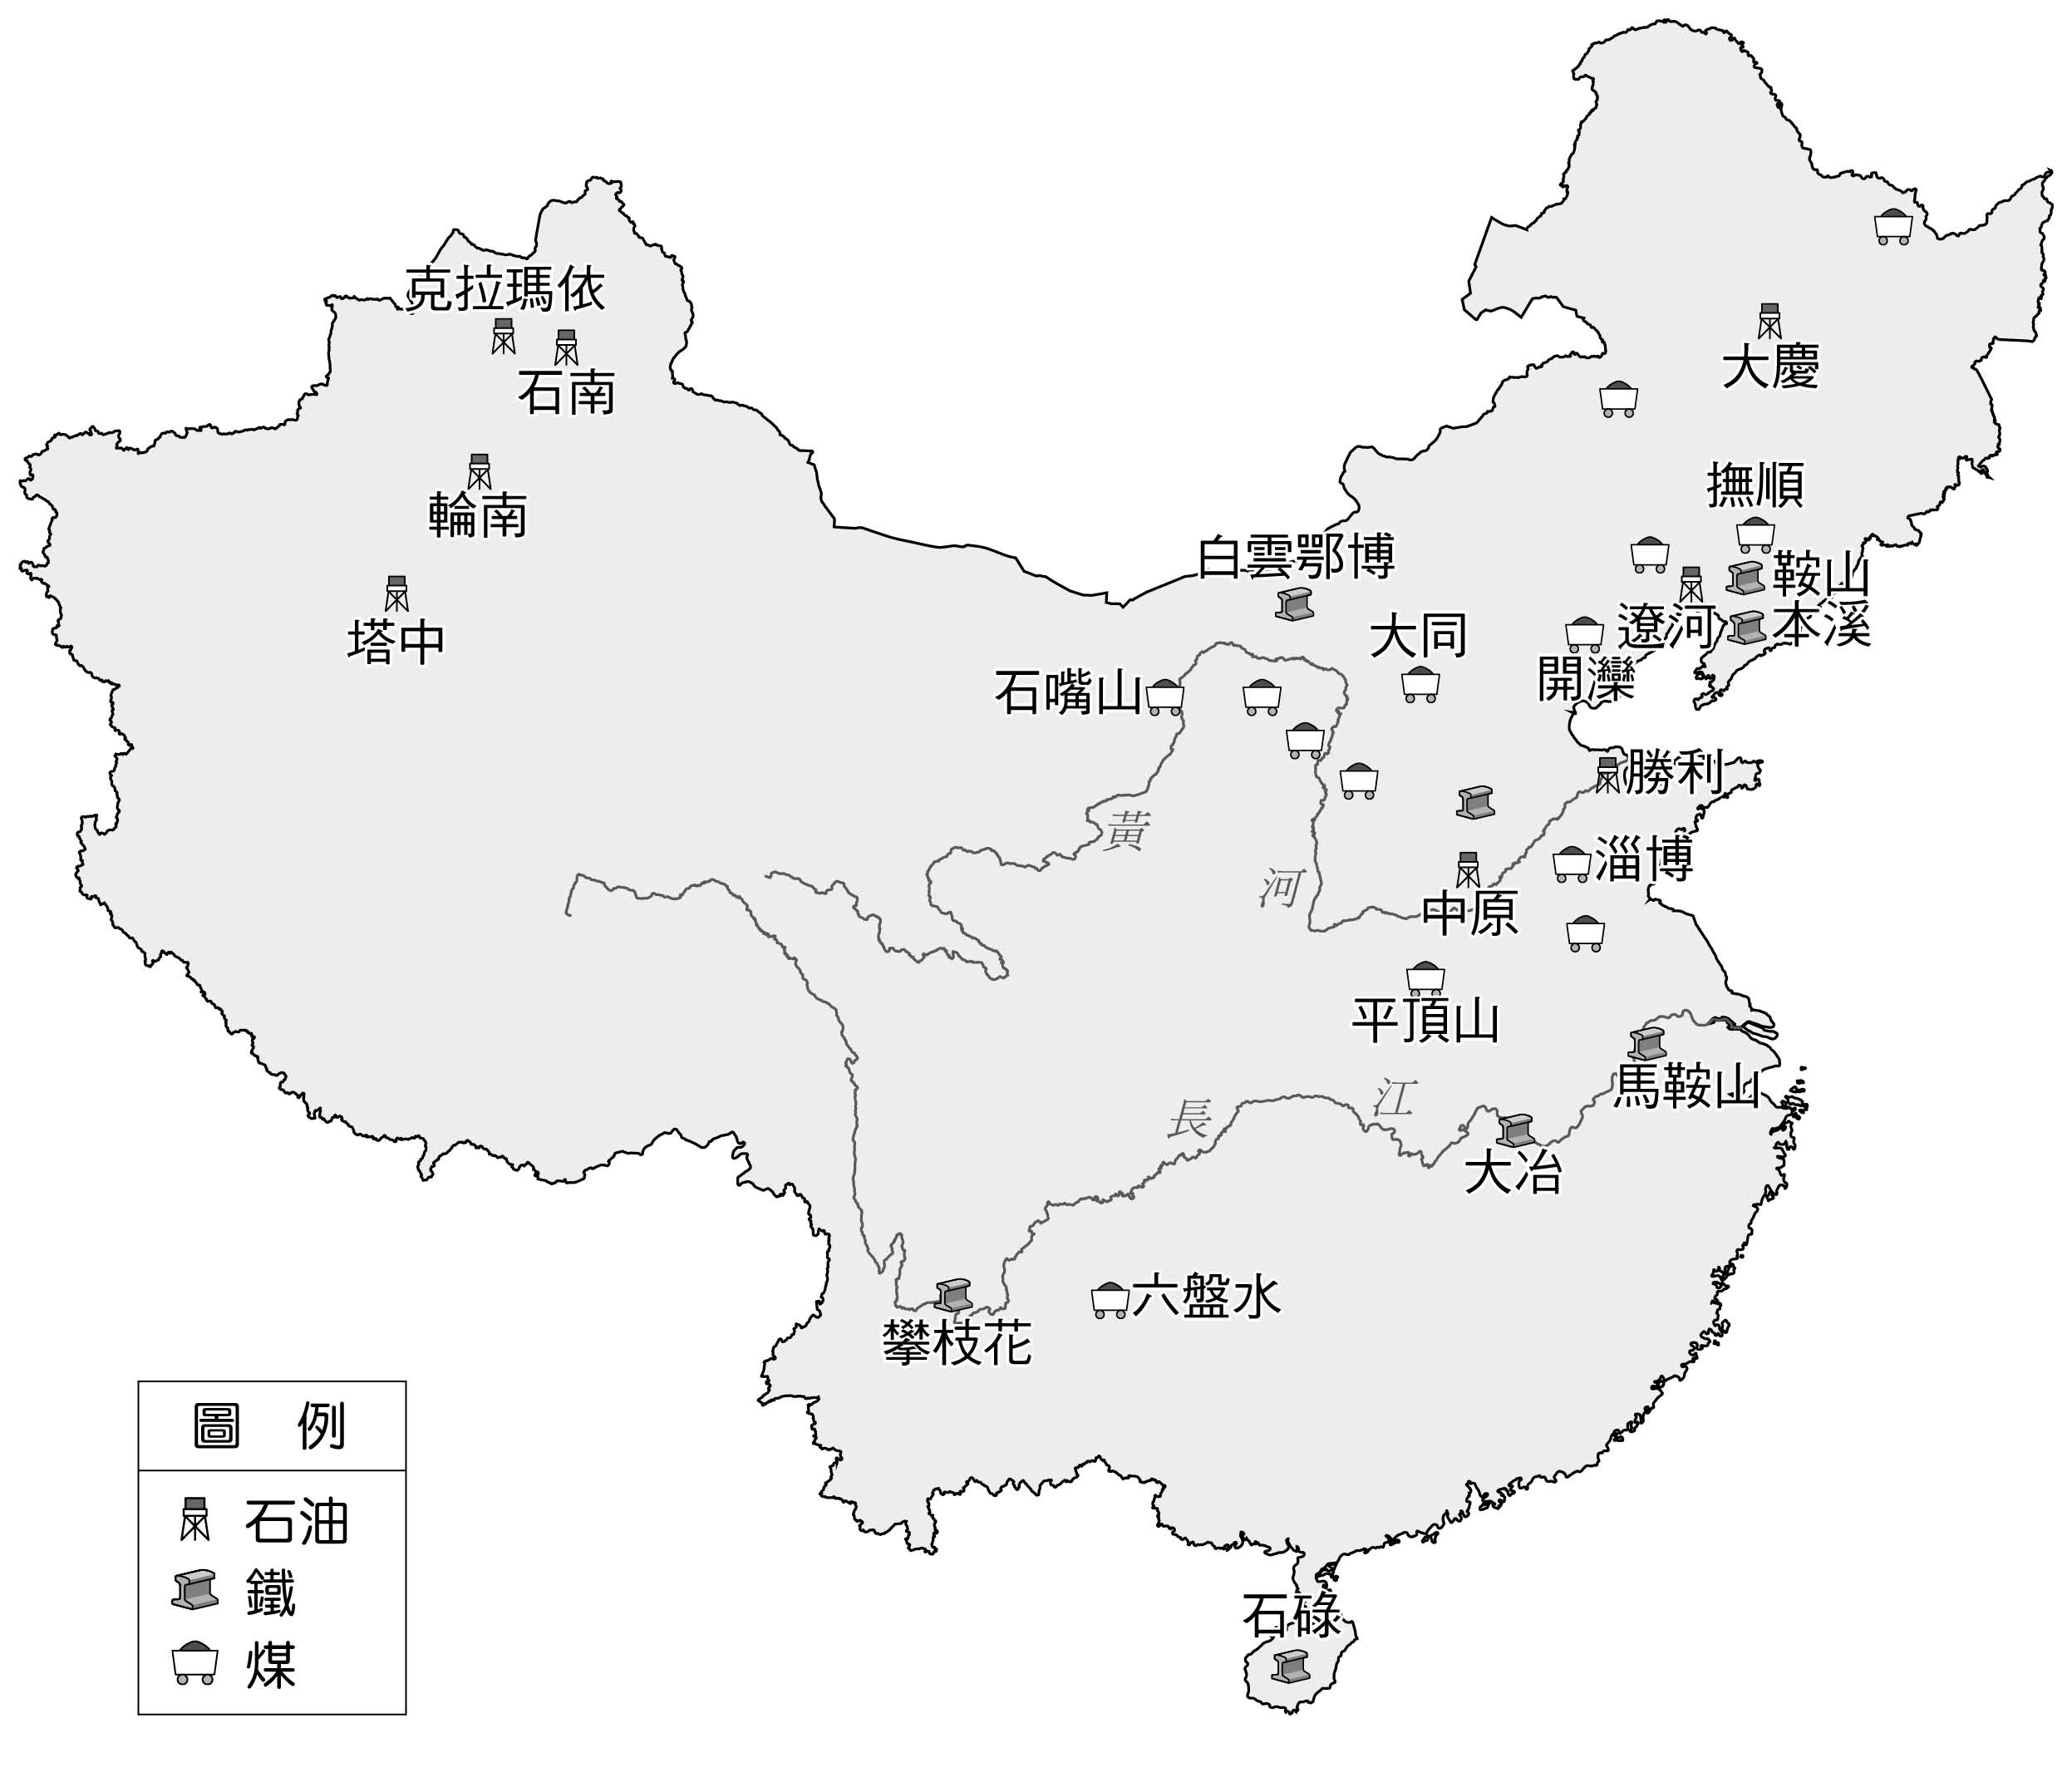 克拉瑪依
石南
大慶
輪南
撫順
白雲鄂博
鞍山
塔中
大同
遼河
本溪
石嘴山
開灤
勝利
黃
河
淄博
中原
平頂山
馬鞍山
長
江
大冶
六盤水
攀枝花
石碌
圖 例
石油
鐵
煤